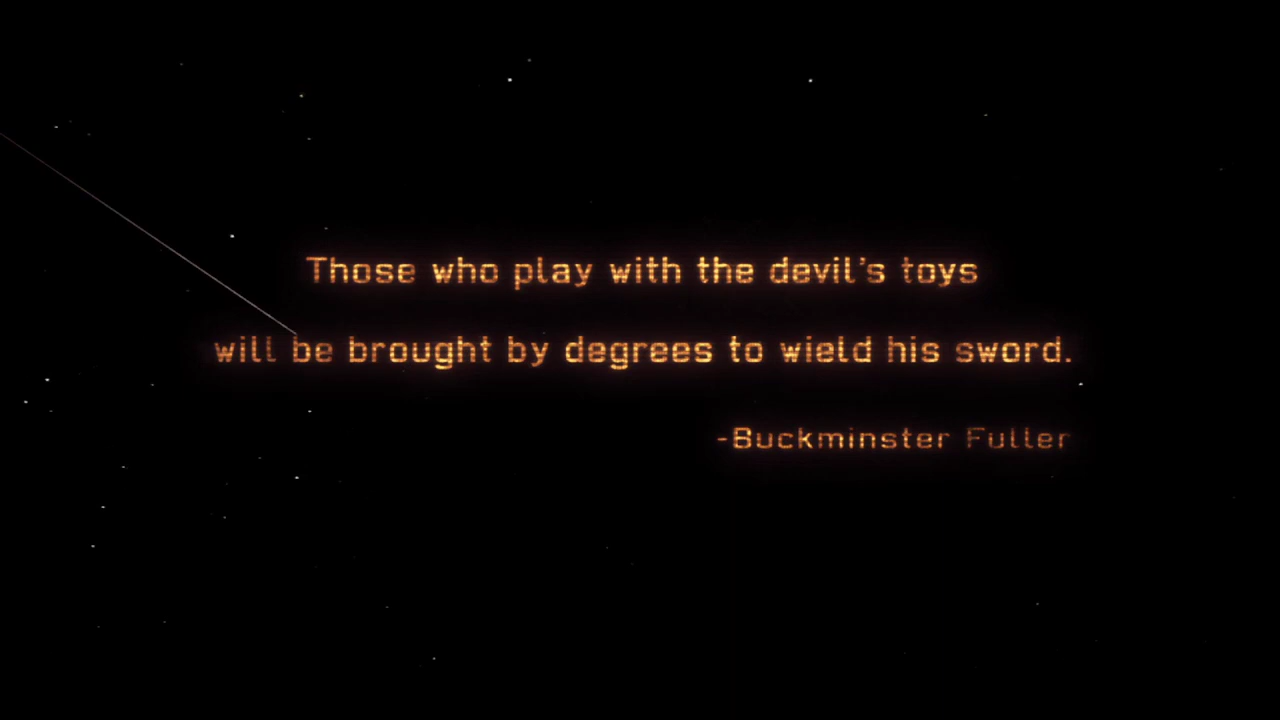 Those who play with the devil’s toys
will be brought by degrees to wield his sword.
-Buckminster Fuller